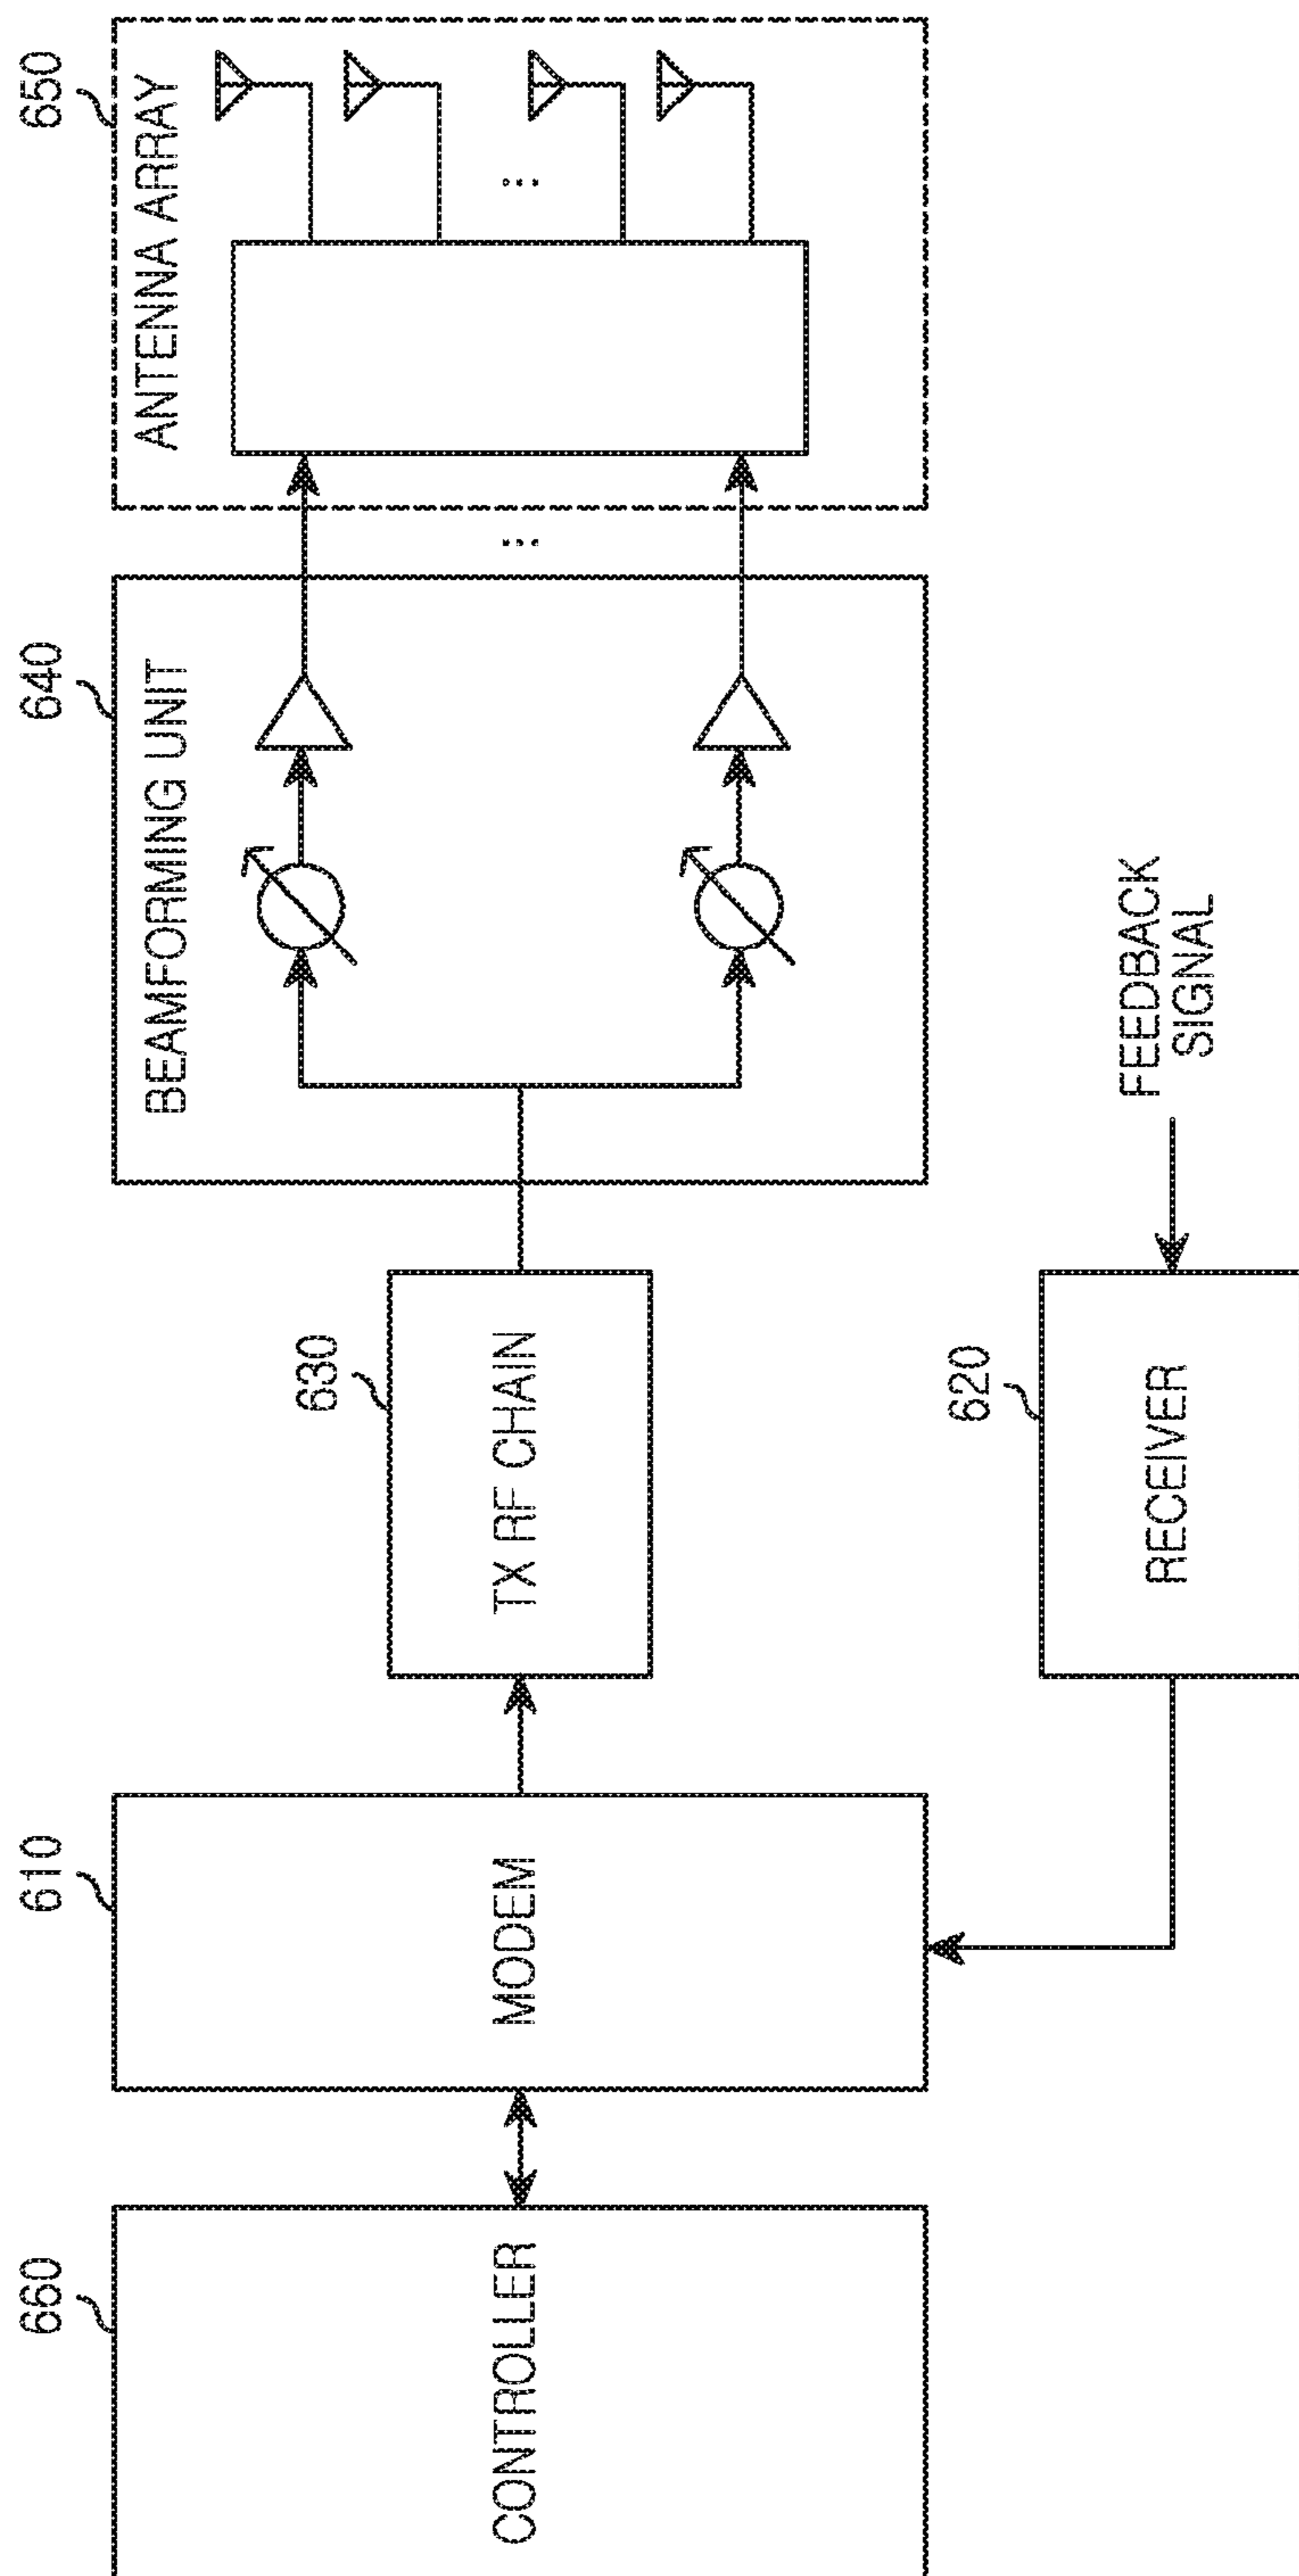 660
CONTROLLER
610
MODEM
630
TX RF CHAIN
640
BEAMFORMING UNIT
650
ANTENNA ARRAY
620
RECEIVER
FEEDBACK
SIGNAL